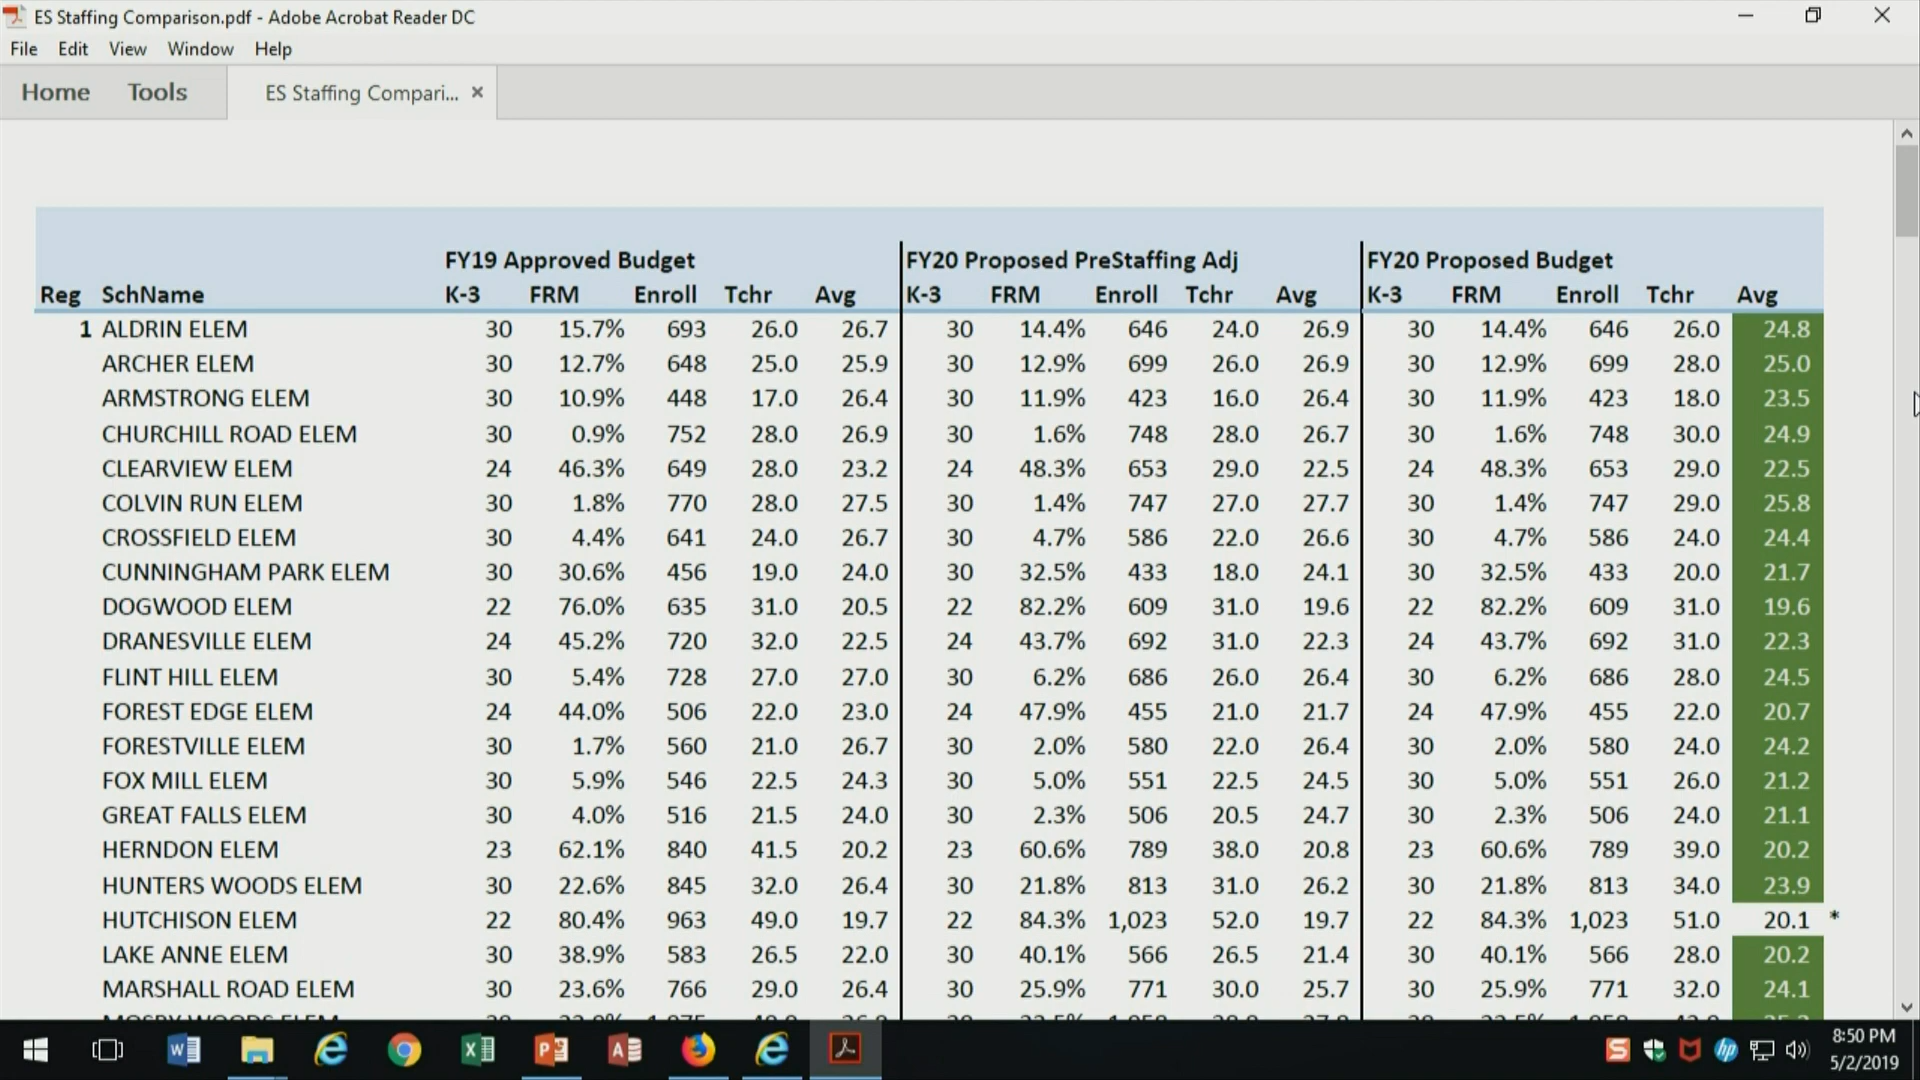 ES Staffing Comparison.pdf - Adobe Acrobat Reader DC
File Edit View Window Help
Home Tools ES Staffing Compari... ×
FY19 Approved Budget FY20 Proposed PreStaffing Adj FY20 Proposed Budget
Reg SchName K-3 FRM Enroll Tchr Avg K-3 FRM Enroll Tchr Avg K-3 FRM Enroll Tchr Avg
1 ALDRIN ELEM 30 15.7% 693 26.0 26.7 30 14.4% 646 24.0 26.9 30 14.4% 646 26.0 24.8
ARCHER ELEM 30 12.7% 648 25.0 25.9 30 12.9% 699 26.0 26.9 30 12.9% 699 28.0 25.0
ARMSTRONG ELEM 30 10.9% 448 17.0 26.4 30 11.9% 423 16.0 26.4 30 11.9% 423 18.0 23.5
CHURCHILL ROAD ELEM 30 0.9% 752 28.0 26.9 30 1.6% 748 28.0 26.7 30 1.6% 748 30.0 24.9
CLEARVIEW ELEM 24 46.3% 649 28.0 23.2 24 48.3% 653 29.0 22.5 24 48.3% 653 29.0 22.5
COLVIN RUN ELEM 30 1.8% 770 28.0 27.5 30 1.4% 747 27.0 27.7 30 1.4% 747 29.0 25.8
CROSSFIELD ELEM 30 4.4% 641 24.0 26.7 30 4.7% 586 22.0 26.6 30 4.7% 586 24.0 24.4
CUNNINGHAM PARK ELEM 30 30.6% 456 19.0 24.0 30 32.5% 433 18.0 24.1 30 32.5% 433 20.0 21.7
DOGWOOD ELEM 22 76.0% 635 31.0 20.5 22 82.2% 609 31.0 19.6 22 82.2% 609 31.0 19.6
DRANESVILLE ELEM 24 45.2% 720 32.0 22.5 24 43.7% 692 31.0 22.3 24 43.7% 692 31.0 22.3
FLINT HILL ELEM 30 5.4% 728 27.0 27.0 30 6.2% 686 26.0 26.4 30 6.2% 686 28.0 24.5
FOREST EDGE ELEM 24 44.0% 506 22.0 23.0 24 47.9% 455 21.0 21.7 24 47.9% 455 22.0 20.7
FORESTVILLE ELEM 30 1.7% 560 21.0 26.7 30 2.0% 580 22.0 26.4 30 2.0% 580 24.0 24.2
FOX MILL ELEM 30 5.9% 546 22.5 24.3 30 5.0% 551 22.5 24.5 30 5.0% 551 26.0 21.2
GREAT FALLS ELEM 30 4.0% 516 21.5 24.0 30 2.3% 506 20.5 24.7 30 2.3% 506 24.0 21.1
HERNDON ELEM 23 62.1% 840 41.5 20.2 23 60.6% 789 38.0 20.8 23 60.6% 789 39.0 20.2
HUNTERS WOODS ELEM 30 22.6% 845 32.0 26.4 30 21.8% 813 31.0 26.2 30 21.8% 813 34.0 23.9
HUTCHISON ELEM 22 80.4% 963 49.0 19.7 22 84.3% 1,023 52.0 19.7 22 84.3% 1,023 51.0 20.1 *
LAKE ANNE ELEM 30 38.9% 583 26.5 22.0 30 40.1% 566 26.5 21.4 30 40.1% 566 28.0 20.2
MARSHALL ROAD ELEM 30 23.6% 766 29.0 26.4 30 25.9% 771 30.0 25.7 30 25.9% 771 32.0 24.1
8:50 PM
5/2/2019